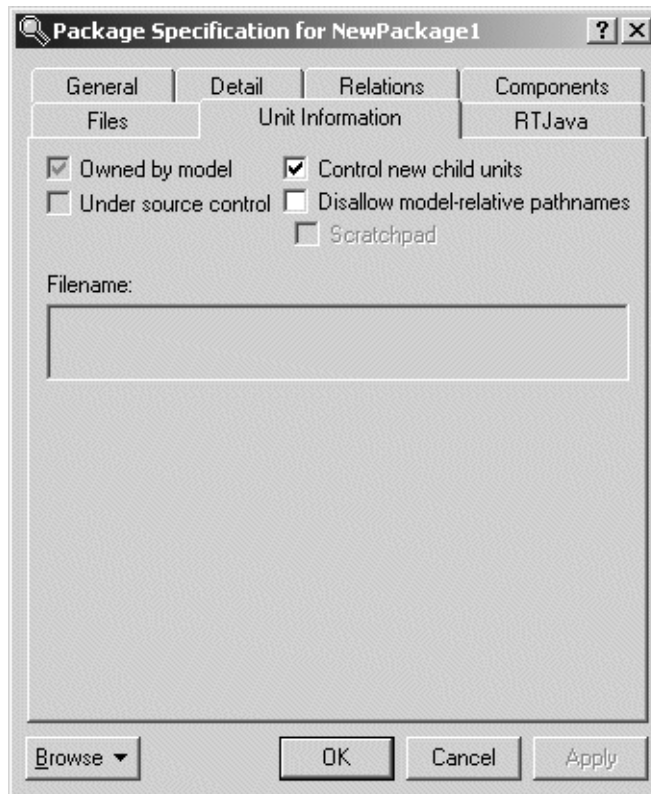 Package Specification for NewPackage1
General Detail Relations Components
Files Unit Information RTJava
Owned by model Control new child units
Under source control Disallow model-relative pathnames
Scratchpad
Filename:
Browse OK Cancel Apply